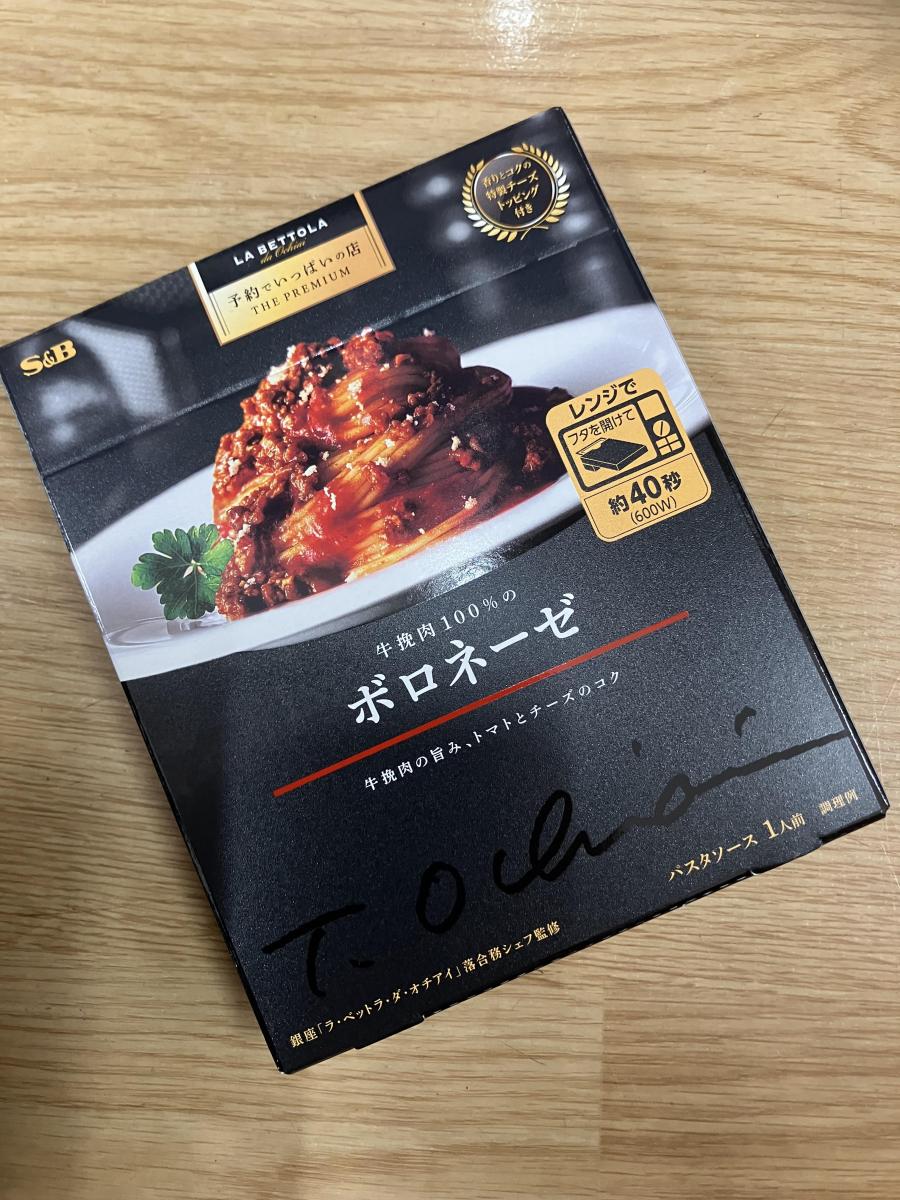 香りとコクの
特製チーズ
トッピング
付き
LA BETTOLA
da Ochiai
予約でいっぱいの店
THE PREMIUM
S&B
レンジで
フタを開けて
約40秒
(600W)
牛挽肉100%の
ボロネーゼ
牛挽肉の旨み、トマトとチーズのコク
T. Ochiai
パスタソース 1人前 調理例
銀座「ラ・ベットラ・ダ・オチアイ」落合務シェフ監修